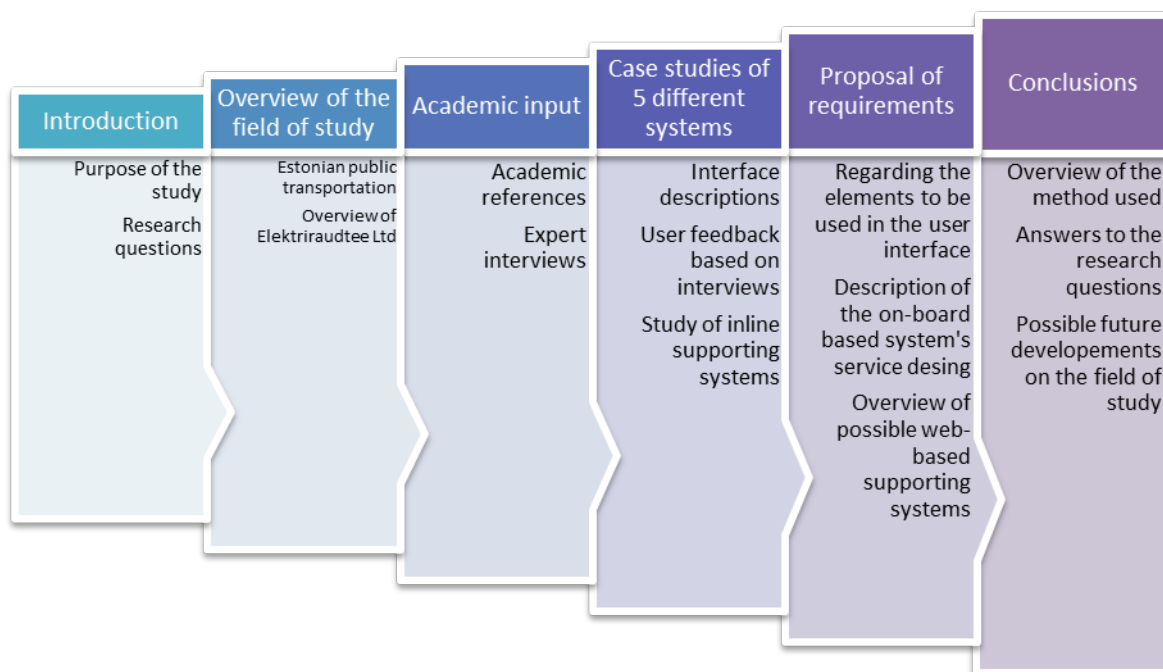 Introduction
Purpose of the
study
Research
questions
Overview of the
field of study
Estonian public
transportation
Overview of
Elektriraudtee Ltd
Academic input
Academic
references
Expert
interviews
Case studies of
5 different
systems
Interface
descriptions
User feedback
based on
interviews
Study of inline
supporting
systems
Proposal of
requirements
Regarding the
elements to be
used in the user
interface
Description of
the on-board
based system's
service desing
Overview of
possible web-
based
supporting
systems
Conclusions
Overview of the
method used
Answers to the
research
questions
Possible future
developements
on the field of
study